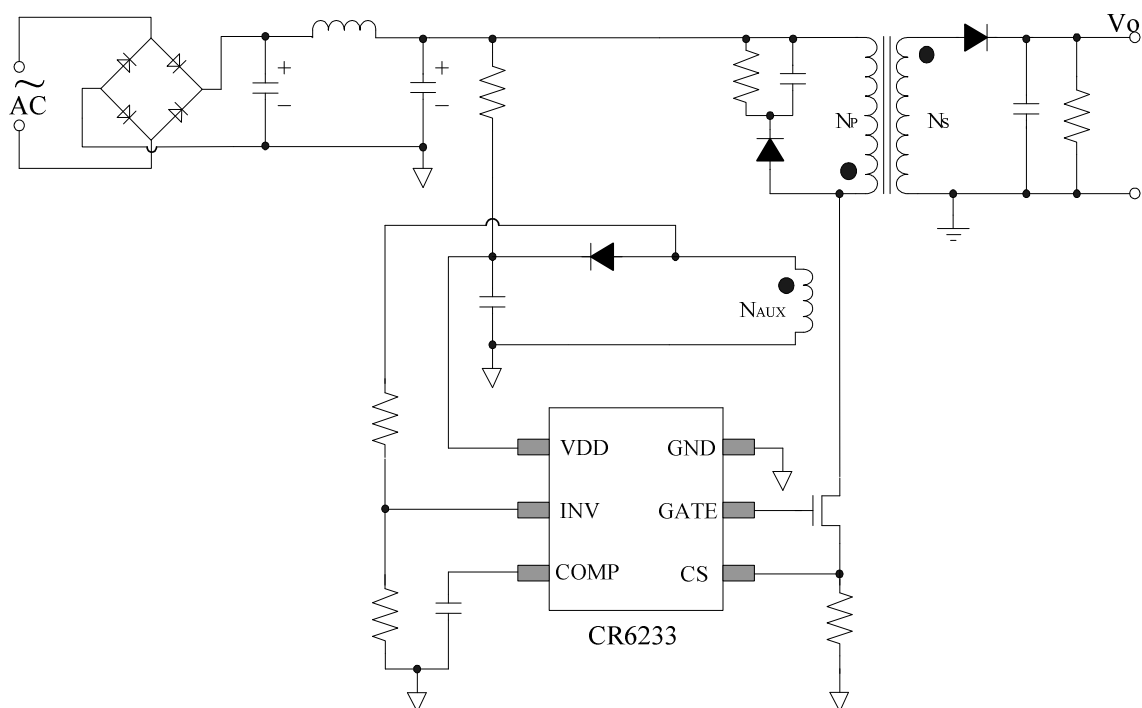 Vo
~
AC
+
−
+
−
NP
NS
NAUX
VDD
GND
INV
GATE
COMP
CS
CR6233